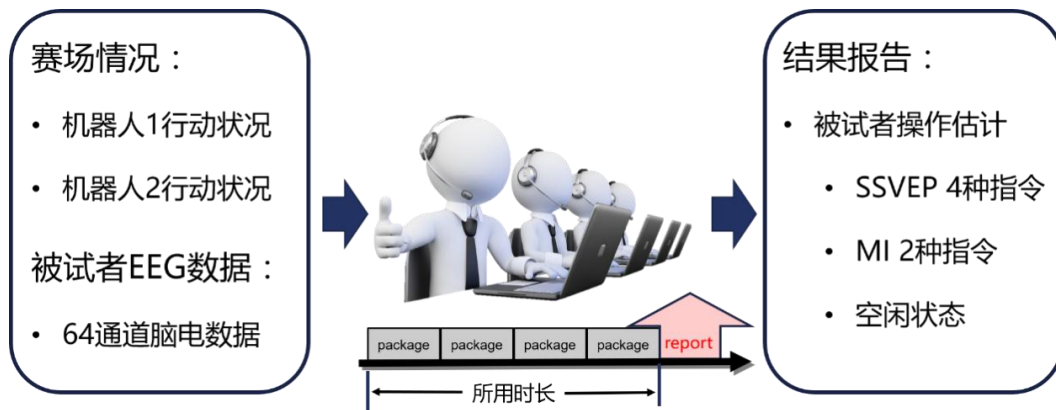 赛场情况：
• 机器人1行动状况
• 机器人2行动状况
被试者EEG数据：
• 64通道脑电数据
package package package package report
所用时长
结果报告：
• 被试者操作估计
• SSVEP 4种指令
• MI 2种指令
• 空闲状态